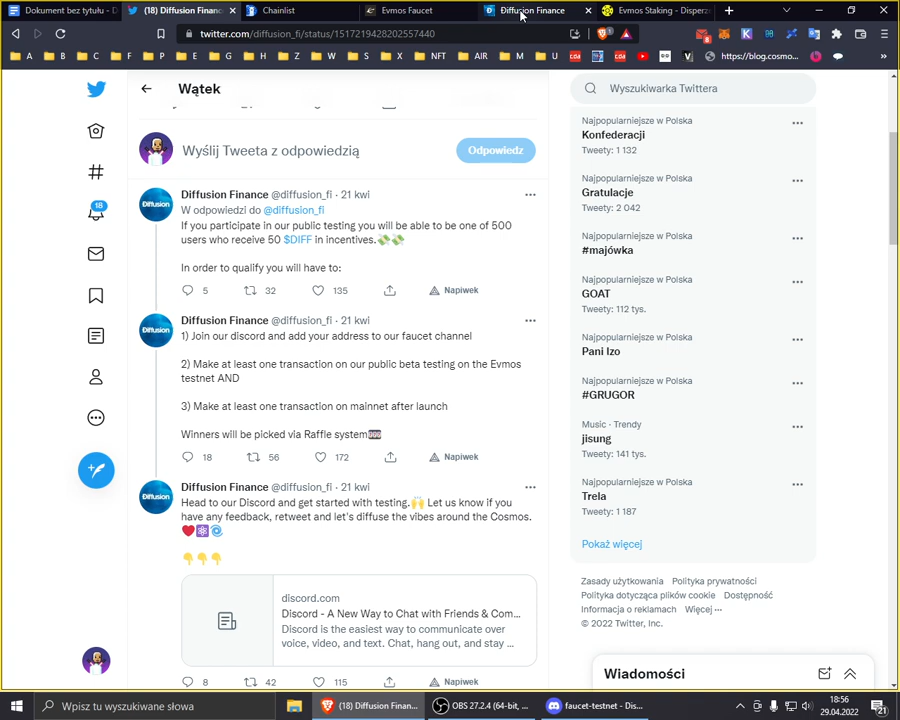 Dokument bez tytułu - D
(18) Diffusion Finan
Chainlist
Evmos Faucet
Diffusion Finance
Evmos Staking - Disperze
twitter.com/diffusion_fi/status/1517219428202557440
A
B
C
D
E
F
G
H
Z
W
S
X
NFT
AIR
M
U
https://blog.cosmo...
Wątek
Wyszukiwarka Twittera
Wyślij Tweeta z odpowiedzią
Odpowiedz
Diffusion Finance @diffusion_fi · 21 kwi
W odpowiedzi do @diffusion_fi
If you participate in our public testing you will be able to be one of 500
users who receive 50 $DIFF in incentives.💸💸
In order to qualify you will have to:
5 32 135 Napiwek
Diffusion Finance @diffusion_fi · 21 kwi
1) Join our discord and add your address to our faucet channel
2) Make at least one transaction on our public beta testing on the Evmos
testnet AND
3) Make at least one transaction on mainnet after launch
Winners will be picked via Raffle system🎰
18 56 172 Napiwek
Diffusion Finance @diffusion_fi · 21 kwi
Head to our Discord and get started with testing.🙌 Let us know if you
have any feedback, retweet and let's diffuse the vibes around the Cosmos.
❤️⚛️🌀
👇👇👇
discord.com
Discord - A New Way to Chat with Friends & Com...
Discord is the easiest way to communicate over
voice, video, and text. Chat, hang out, and stay ...
8 42 115 Napiwek
18
Diffusion
Diffusion
Diffusion
Najpopularniejsze w Polska
Konfederacji
Tweety: 1 132
Najpopularniejsze w Polska
Gratulacje
Tweety: 2 042
Najpopularniejsze w Polska
#majówka
Najpopularniejsze w Polska
GOAT
Tweety: 112 tys.
Najpopularniejsze w Polska
Pani Izo
Najpopularniejsze w Polska
#GRUGOR
Music · Trendy
jisung
Tweety: 141 tys.
Najpopularniejsze w Polska
Trela
Tweety: 1 187
Pokaż więcej
Zasady użytkowania Polityka prywatności
Polityka dotycząca plików cookie Dostępność
Informacja o reklamach Więcej ···
© 2022 Twitter, Inc.
Wiadomości
Wpisz tu wyszukiwane słowa
(18) Diffusion Finan...
OBS 27.2.4 (64-bit, ...
faucet-testnet - Dis...
18:56
29.04.2022
21